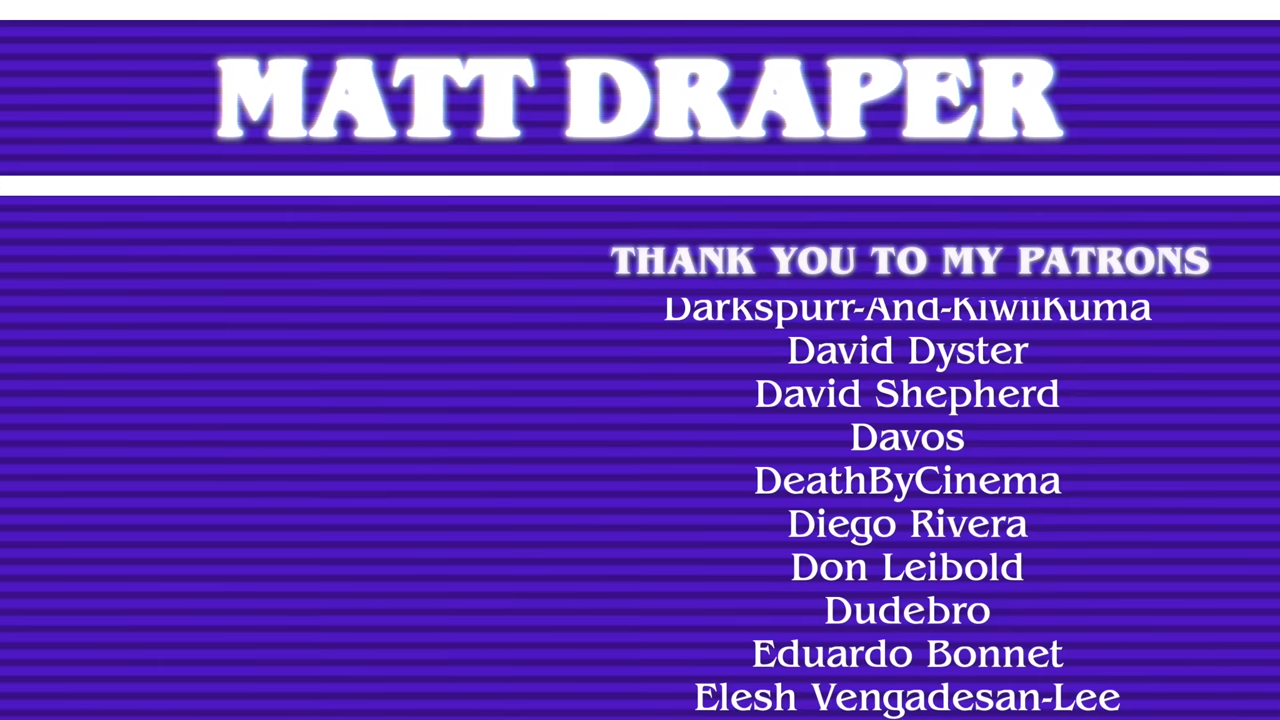 MATT DRAPER
THANK YOU TO MY PATRONS
Darkspurr-And-KiwiiKuma
David Dyster
David Shepherd
Davos
DeathByCinema
Diego Rivera
Don Leibold
Dudebro
Eduardo Bonnet
Elesh Vengadesan-Lee